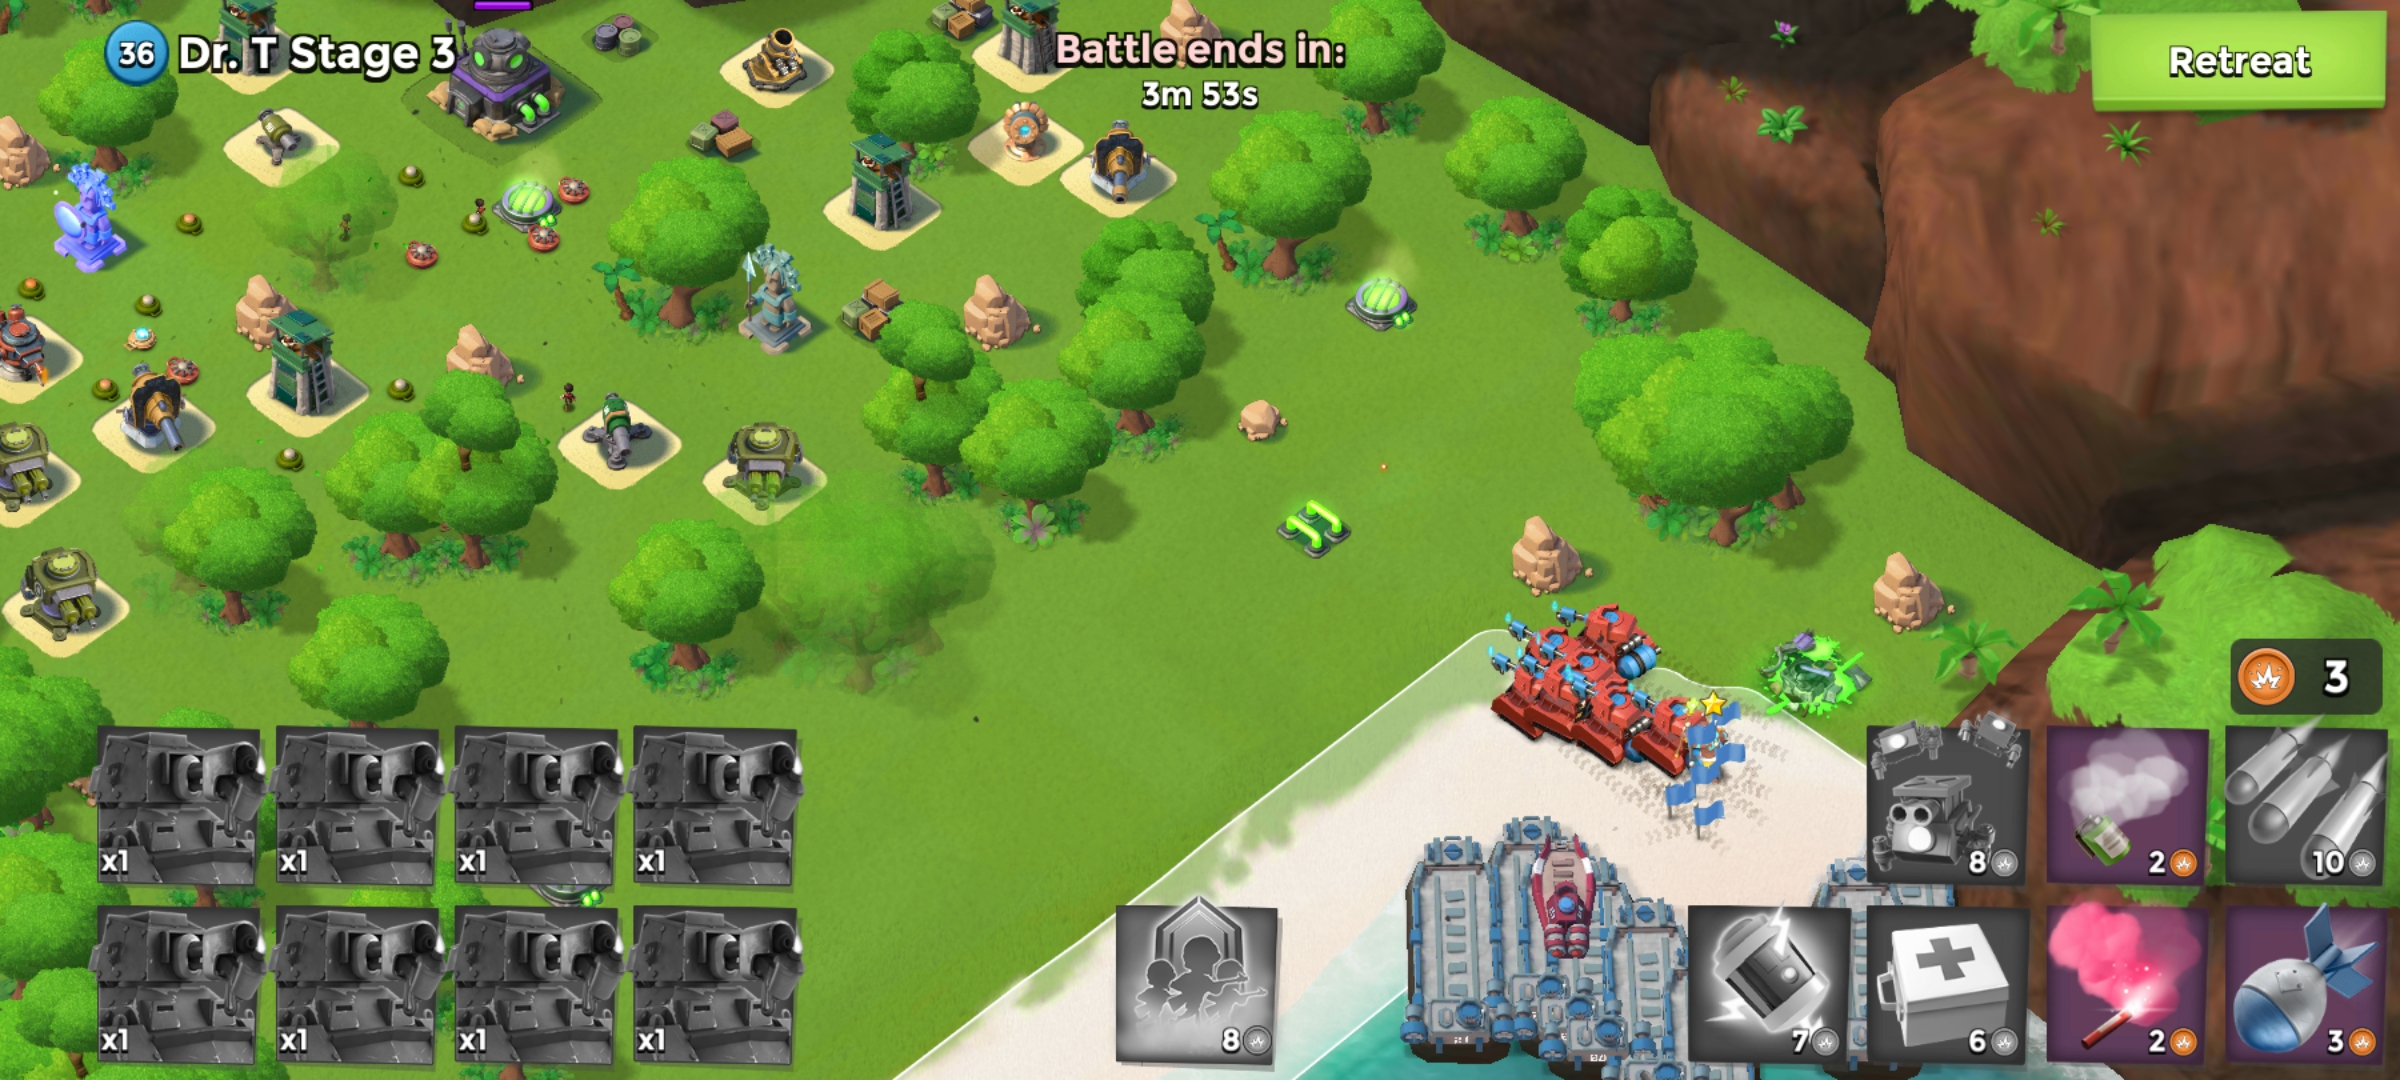 36 Dr. T Stage 3
Battle ends in:
3m 53s
Retreat
3
x1 x1 x1 x1
8 2 10
x1 x1 x1 x1
8 7 6 2 3